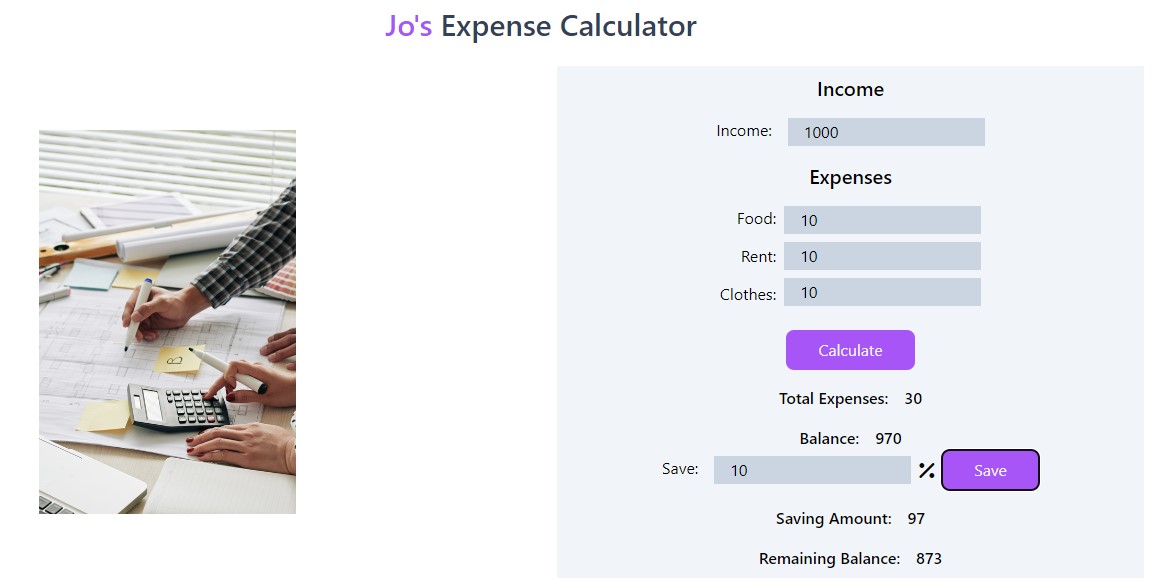 Jo's Expense Calculator
Income
Income: 1000
Expenses
Food: 10
Rent: 10
Clothes: 10
Calculate
Total Expenses: 30
Balance: 970
Save: 10 % Save
Saving Amount: 97
Remaining Balance: 873
B